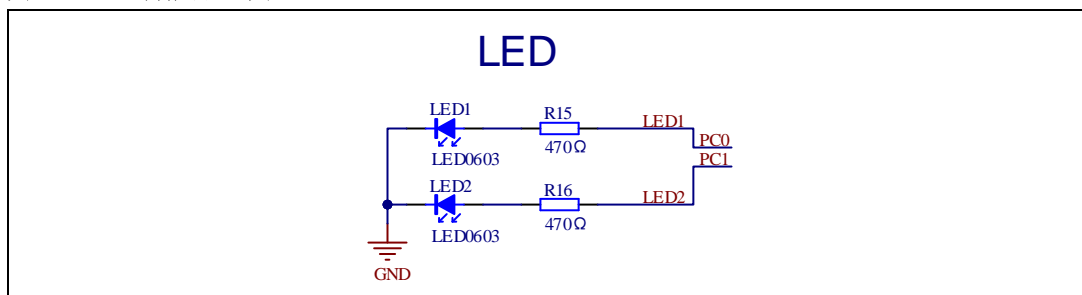 LED
LED1
R15
LED1
LED0603
470Ω
PC0
PC1
LED2
R16
LED2
LED0603
470Ω
GND